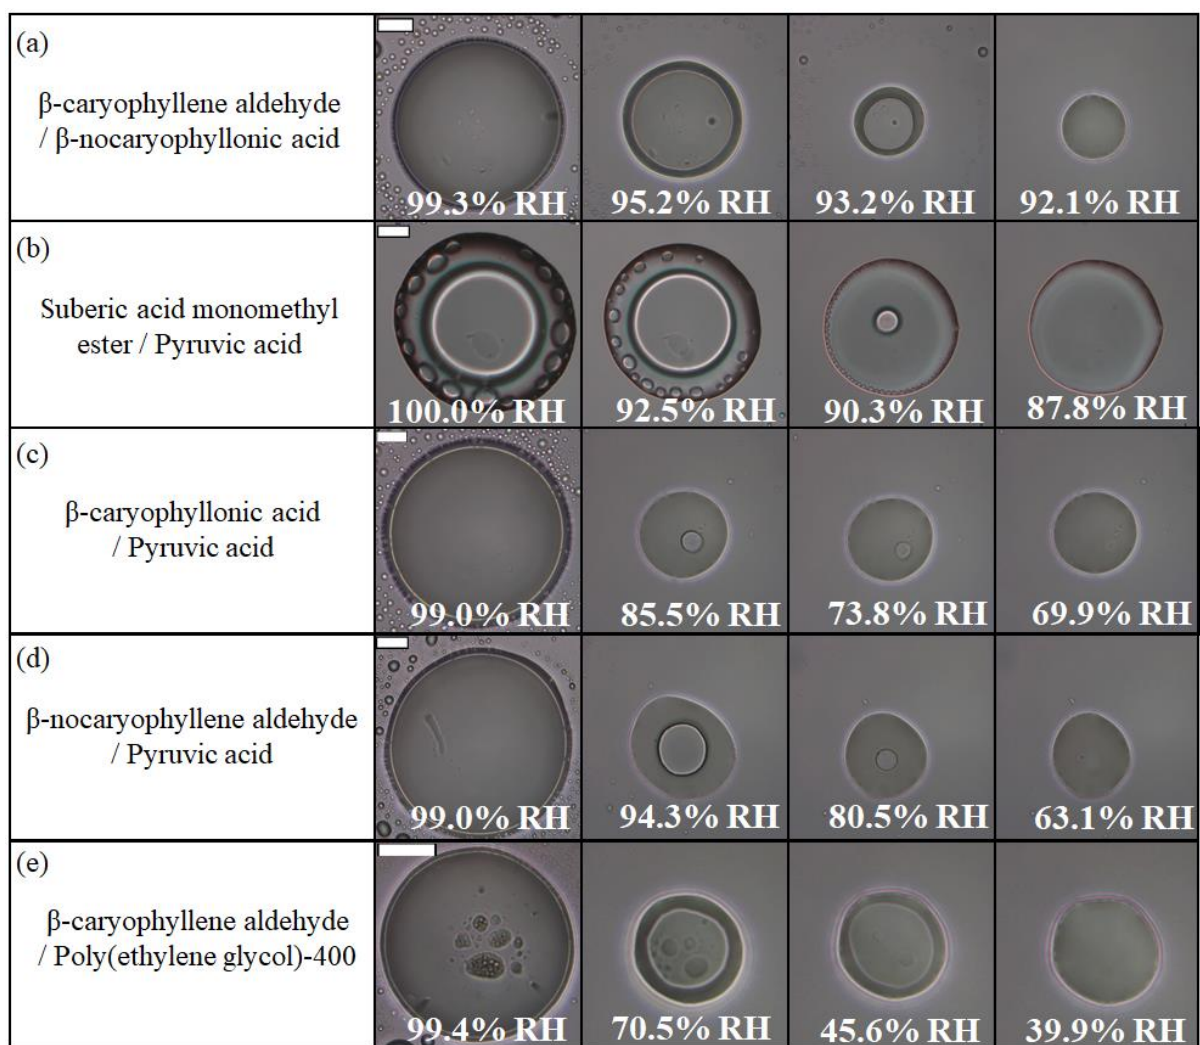 (a)
β-caryophyllene aldehyde
/ β-nocaryophyllonic acid
99.3% RH
95.2% RH
93.2% RH
92.1% RH
(b)
Suberic acid monomethyl
ester / Pyruvic acid
100.0% RH
92.5% RH
90.3% RH
87.8% RH
(c)
β-caryophyllonic acid
/ Pyruvic acid
99.0% RH
85.5% RH
73.8% RH
69.9% RH
(d)
β-nocaryophyllene aldehyde
/ Pyruvic acid
99.0% RH
94.3% RH
80.5% RH
63.1% RH
(e)
β-caryophyllene aldehyde
/ Poly(ethylene glycol)-400
99.4% RH
70.5% RH
45.6% RH
39.9% RH